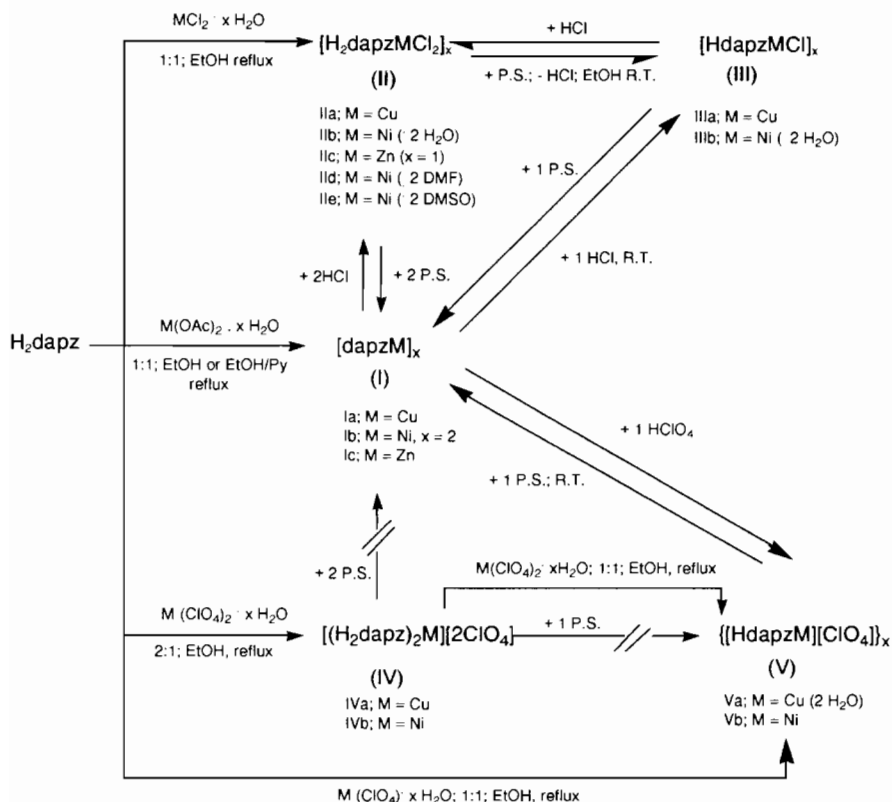 MCl₂ · x H₂O
1:1; EtOH reflux
[H₂dapzMCl₂]ₓ
(II)
+ HCl
+ P.S.; - HCl; EtOH R.T.
[HdapzMCl]ₓ
(III)
IIa; M = Cu
IIb; M = Ni (· 2 H₂O)
IIc; M = Zn (x = 1)
IId; M = Ni (· 2 DMF)
IIe; M = Ni (· 2 DMSO)
IIIa; M = Cu
IIIb; M = Ni (· 2 H₂O)
+ 1 P.S.
+ 1 HCl, R.T.
+ 2HCl
+ 2 P.S.
H₂dapz
M(OAc)₂ . x H₂O
1:1; EtOH or EtOH/Py
reflux
[dapzM]ₓ
(I)
Ia; M = Cu
Ib; M = Ni, x = 2
Ic; M = Zn
+ 1 HClO₄
+ 1 P.S.; R.T.
+ 2 P.S.
M(ClO₄)₂· xH₂O; 1:1; EtOH, reflux
M (ClO₄)₂ · x H₂O
2:1; EtOH, reflux
[(H₂dapz)₂M][2ClO₄]
(IV)
+ 1 P.S.
{[HdapzM][ClO₄]}ₓ
(V)
IVa; M = Cu
IVb; M = Ni
Va; M = Cu (2 H₂O)
Vb; M = Ni
M (ClO₄)· x H₂O; 1:1; EtOH, reflux